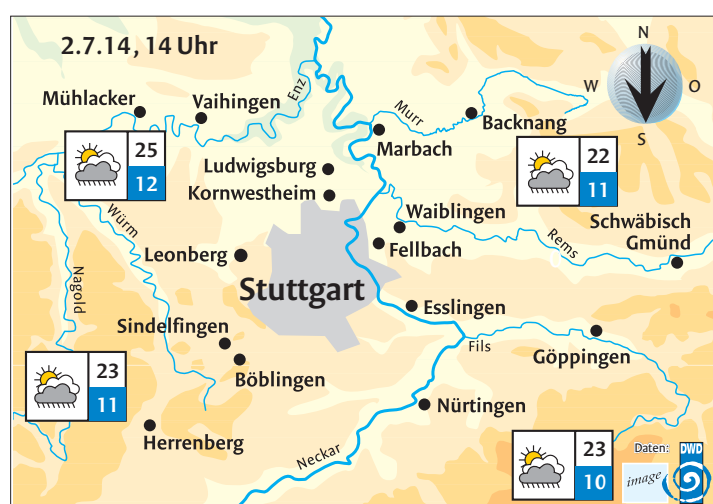 2.7.14, 14 Uhr
N
W
O
S
Mühlacker
Vaihingen
Enz
Murr
Backnang
Marbach
25
12
22
11
Ludwigsburg
Kornwestheim
Würm
Waiblingen
Schwäbisch
Gmünd
Rems
Fellbach
Leonberg
Nagold
Stuttgart
Esslingen
Sindelfingen
Fils
Göppingen
23
11
Böblingen
Nürtingen
Herrenberg
Neckar
23
10
Daten:
DWD
image